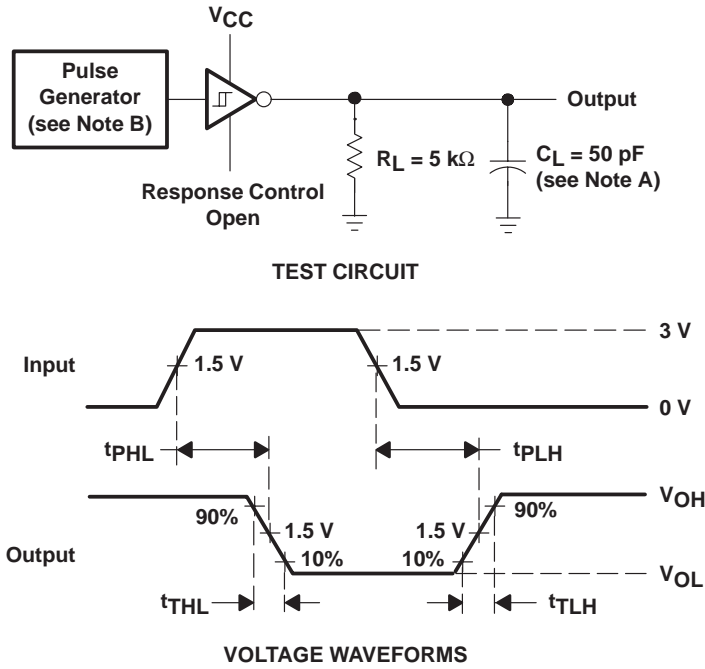 VCC
Pulse
Generator
(see Note B)
Output
RL = 5 kΩ
CL = 50 pF
(see Note A)
Response Control
Open
TEST CIRCUIT
3 V
Input
1.5 V
1.5 V
0 V
tPHL
tPLH
VOH
90%
90%
1.5 V
1.5 V
Output
10%
10%
VOL
tTHL
tTLH
VOLTAGE WAVEFORMS